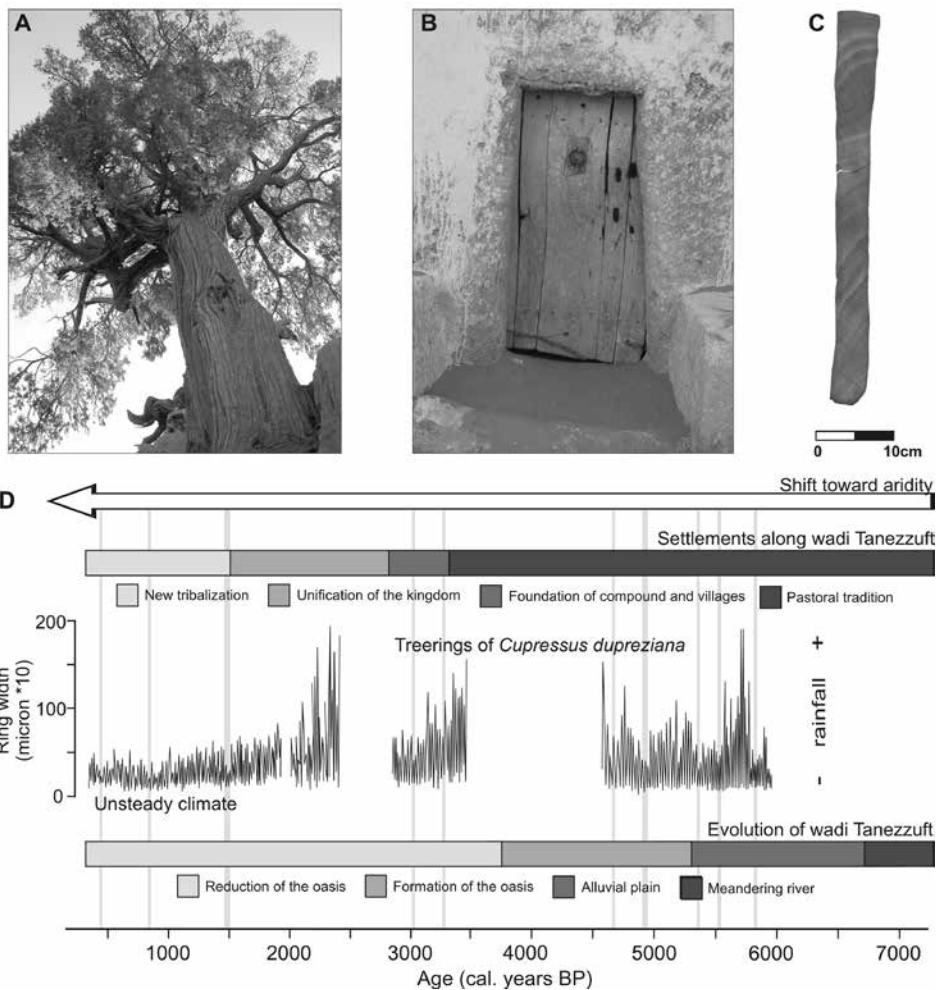 A
B
C
0 10cm
D
Shift toward aridity
Settlements along wadi Tanezzuft
New tribalization
Unification of the kingdom
Foundation of compound and villages
Pastoral tradition
200
100
0
Ring width
(micron *10)
Treerings of Cupressus dupreziana
+
rainfall
-
Unsteady climate
Evolution of wadi Tanezzuft
Reduction of the oasis
Formation of the oasis
Alluvial plain
Meandering river
1000 2000 3000 4000 5000 6000 7000
Age (cal. years BP)